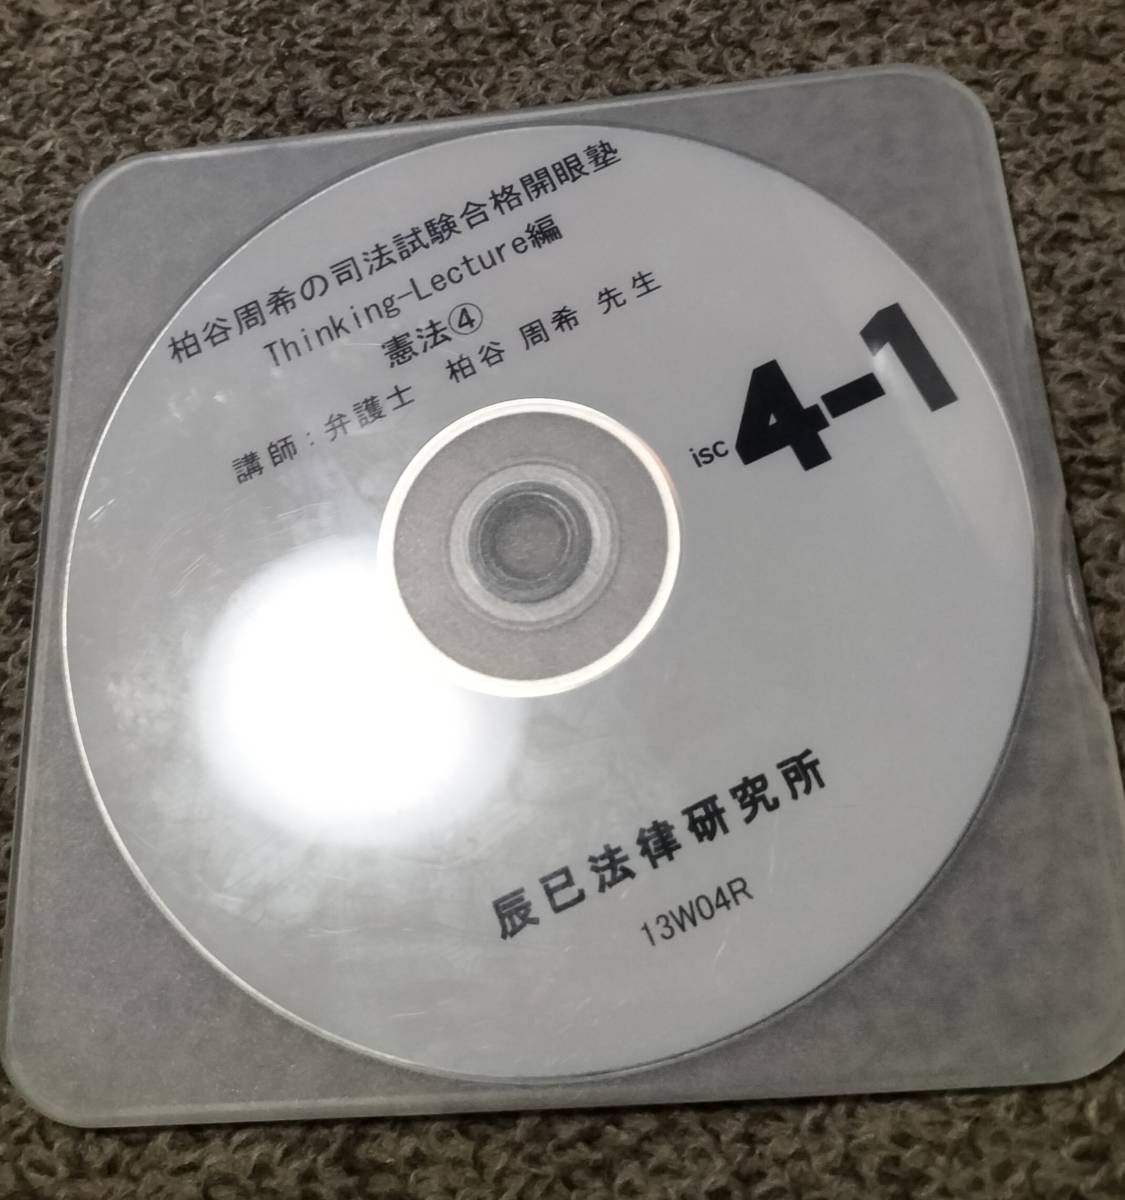 柏谷周希の司法試験合格開眼塾
Thinking-Lecture編
憲法④
講師：弁護士　柏谷 周希 先生
isc 4-1
辰已法律研究所
13W04R